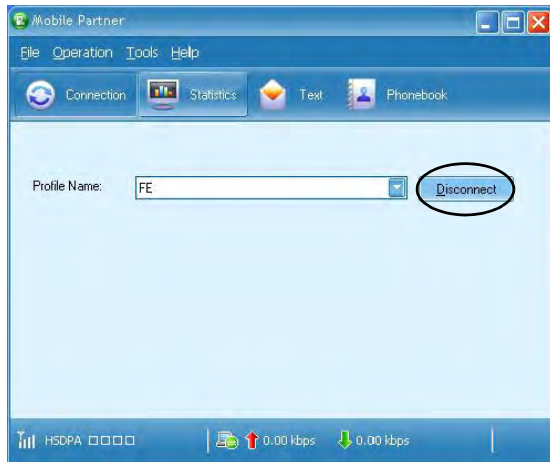 Mobile Partner
File Operation Tools Help
Connection Statistics Text Phonebook
Profile Name: FE Disconnect
HSDPA □□□□ 0.00 kbps 0.00 kbps